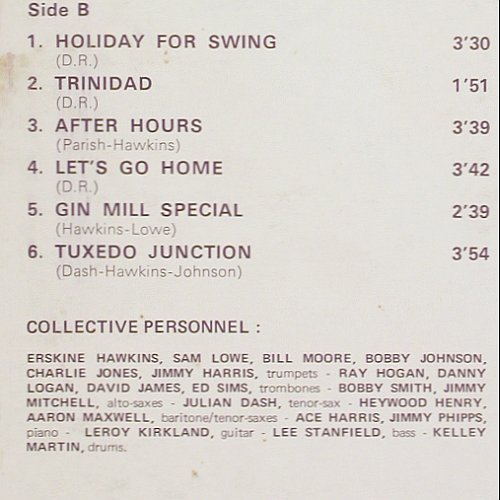 Side B
1. HOLIDAY FOR SWING 3'30
(D.R.)
2. TRINIDAD 1'51
(D.R.)
3. AFTER HOURS 3'39
(Parish-Hawkins)
4. LET'S GO HOME 3'42
(D.R.)
5. GIN MILL SPECIAL 2'39
(Hawkins-Lowe)
6. TUXEDO JUNCTION 3'54
(Dash-Hawkins-Johnson)
COLLECTIVE PERSONNEL :
ERSKINE HAWKINS, SAM LOWE, BILL MOORE, BOBBY JOHNSON,
CHARLIE JONES, JIMMY HARRIS, trumpets - RAY HOGAN, DANNY
LOGAN, DAVID JAMES, ED SIMS, trombones - BOBBY SMITH, JIMMY
MITCHELL, alto-saxes - JULIAN DASH, tenor-sax - HEYWOOD HENRY,
AARON MAXWELL, baritone/tenor-saxes - ACE HARRIS, JIMMY PHIPPS,
piano - LEROY KIRKLAND, guitar - LEE STANFIELD, bass - KELLEY
MARTIN, drums.